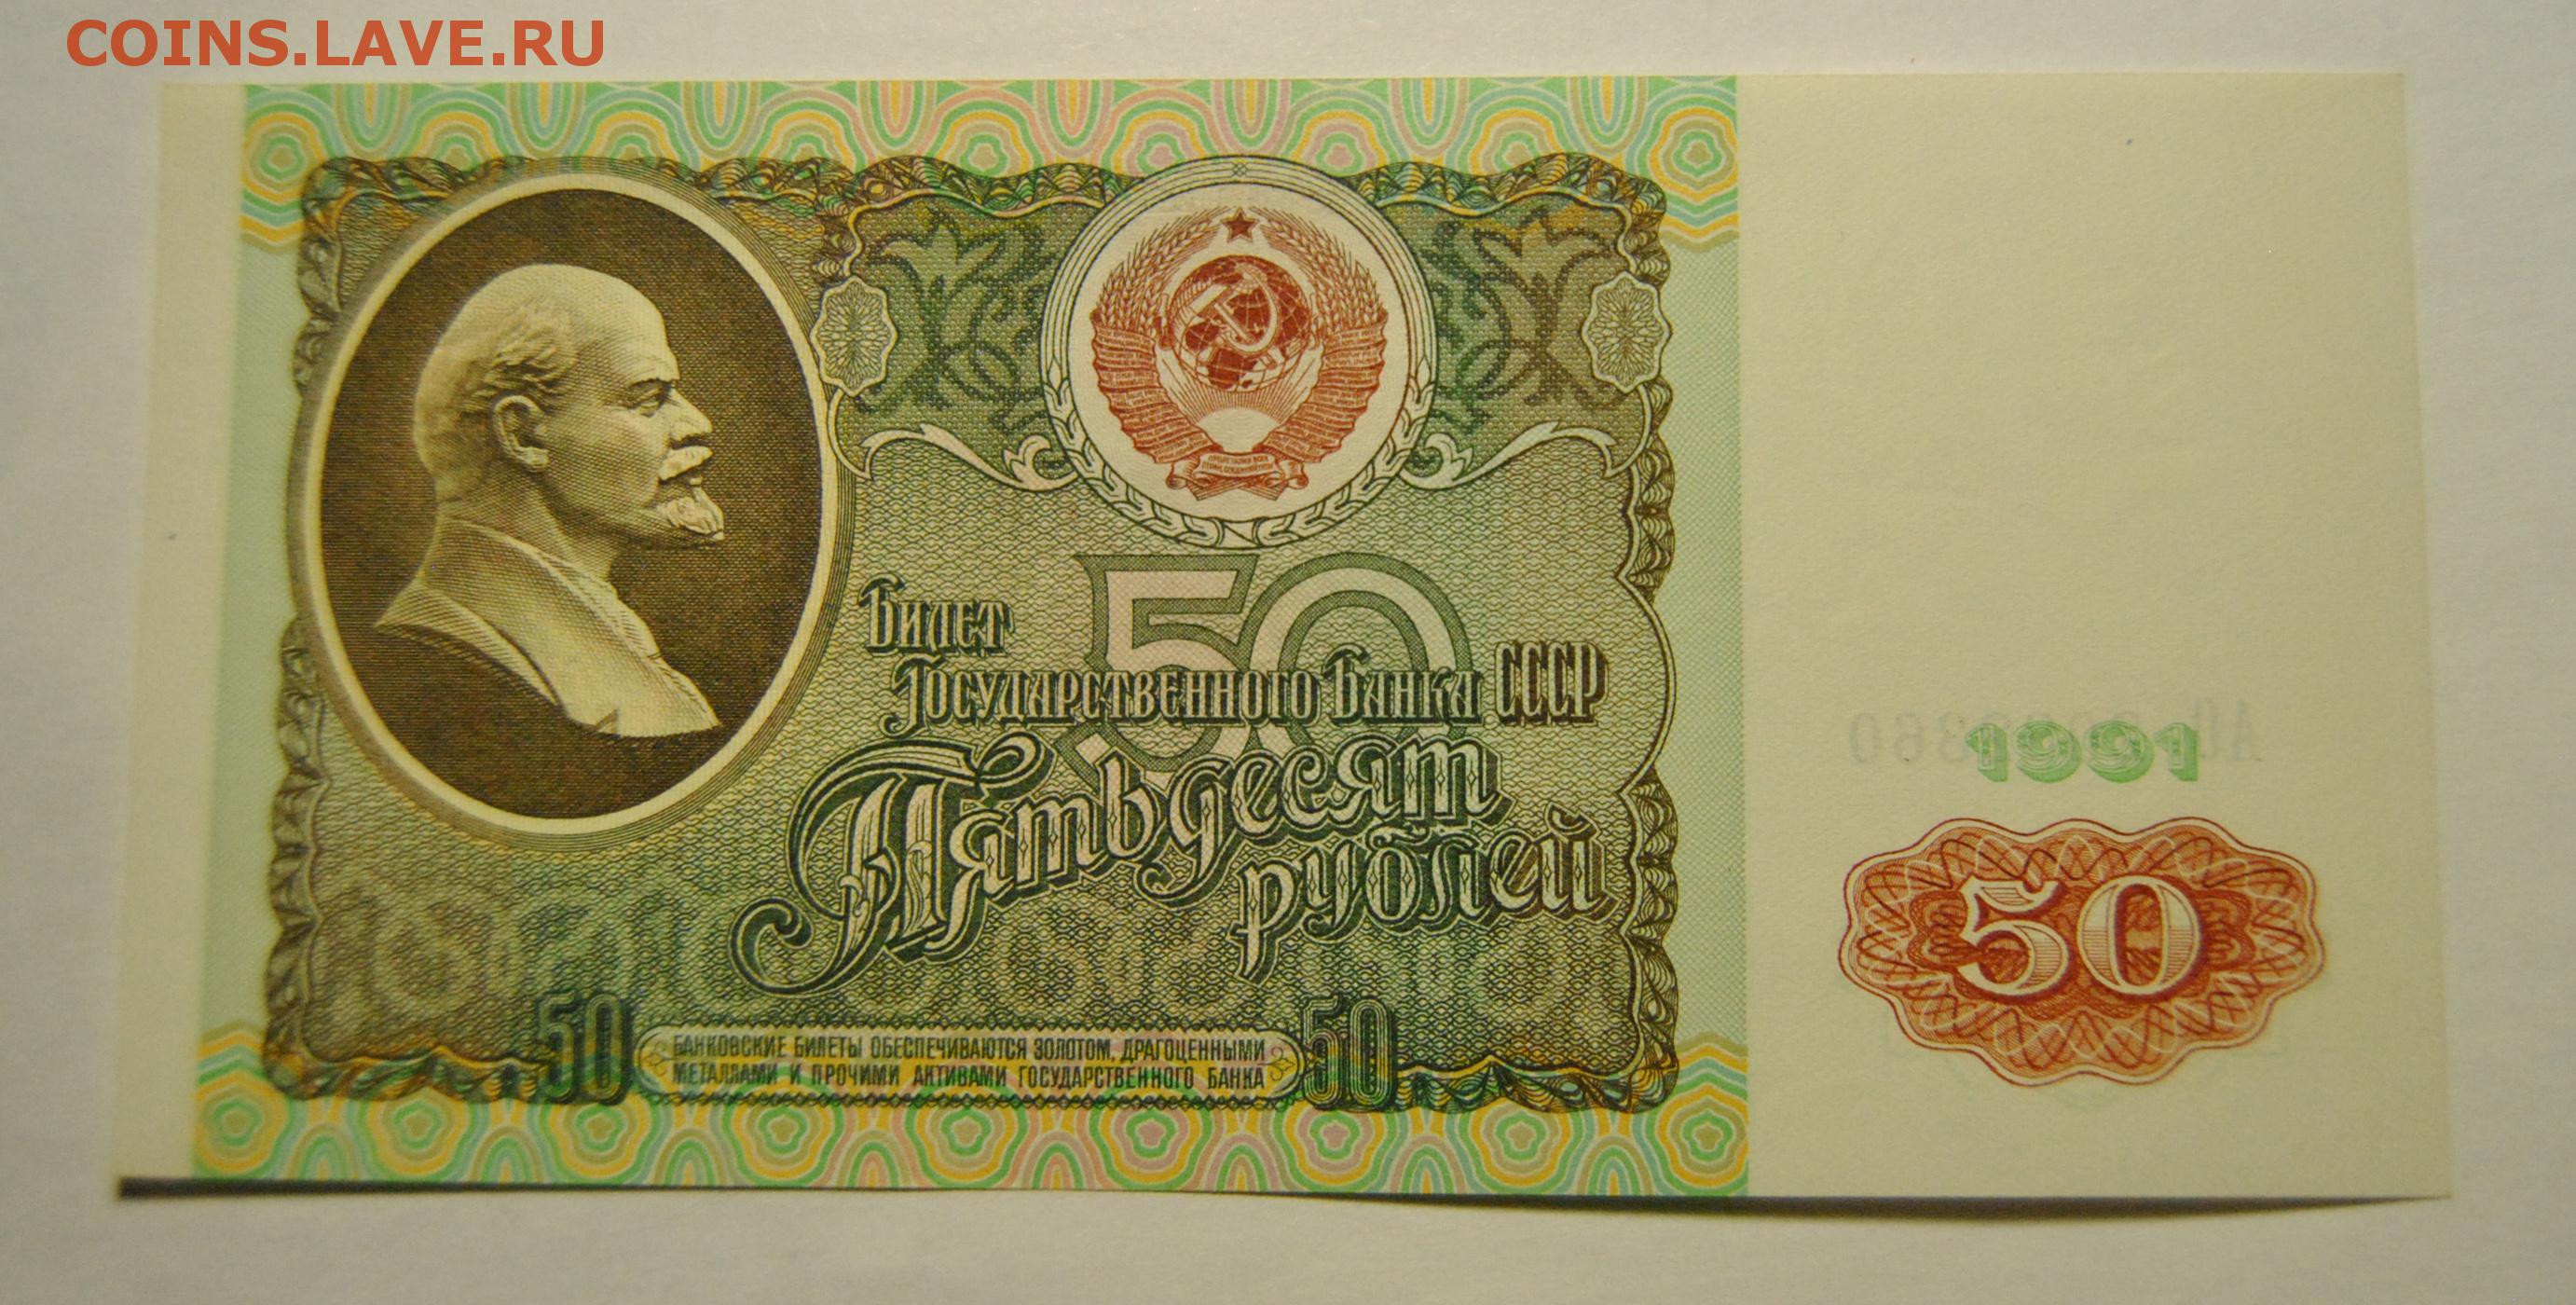 COINS.LAVE.RU
Билет
Государственного Банка СССР
50
Пятьдесят
рублей
1991
50
50
БАНКОВСКИЕ БИЛЕТЫ ОБЕСПЕЧИВАЮТСЯ ЗОЛОТОМ, ДРАГОЦЕННЫМИ
МЕТАЛЛАМИ И ПРОЧИМИ АКТИВАМИ ГОСУДАРСТВЕННОГО БАНКА
50